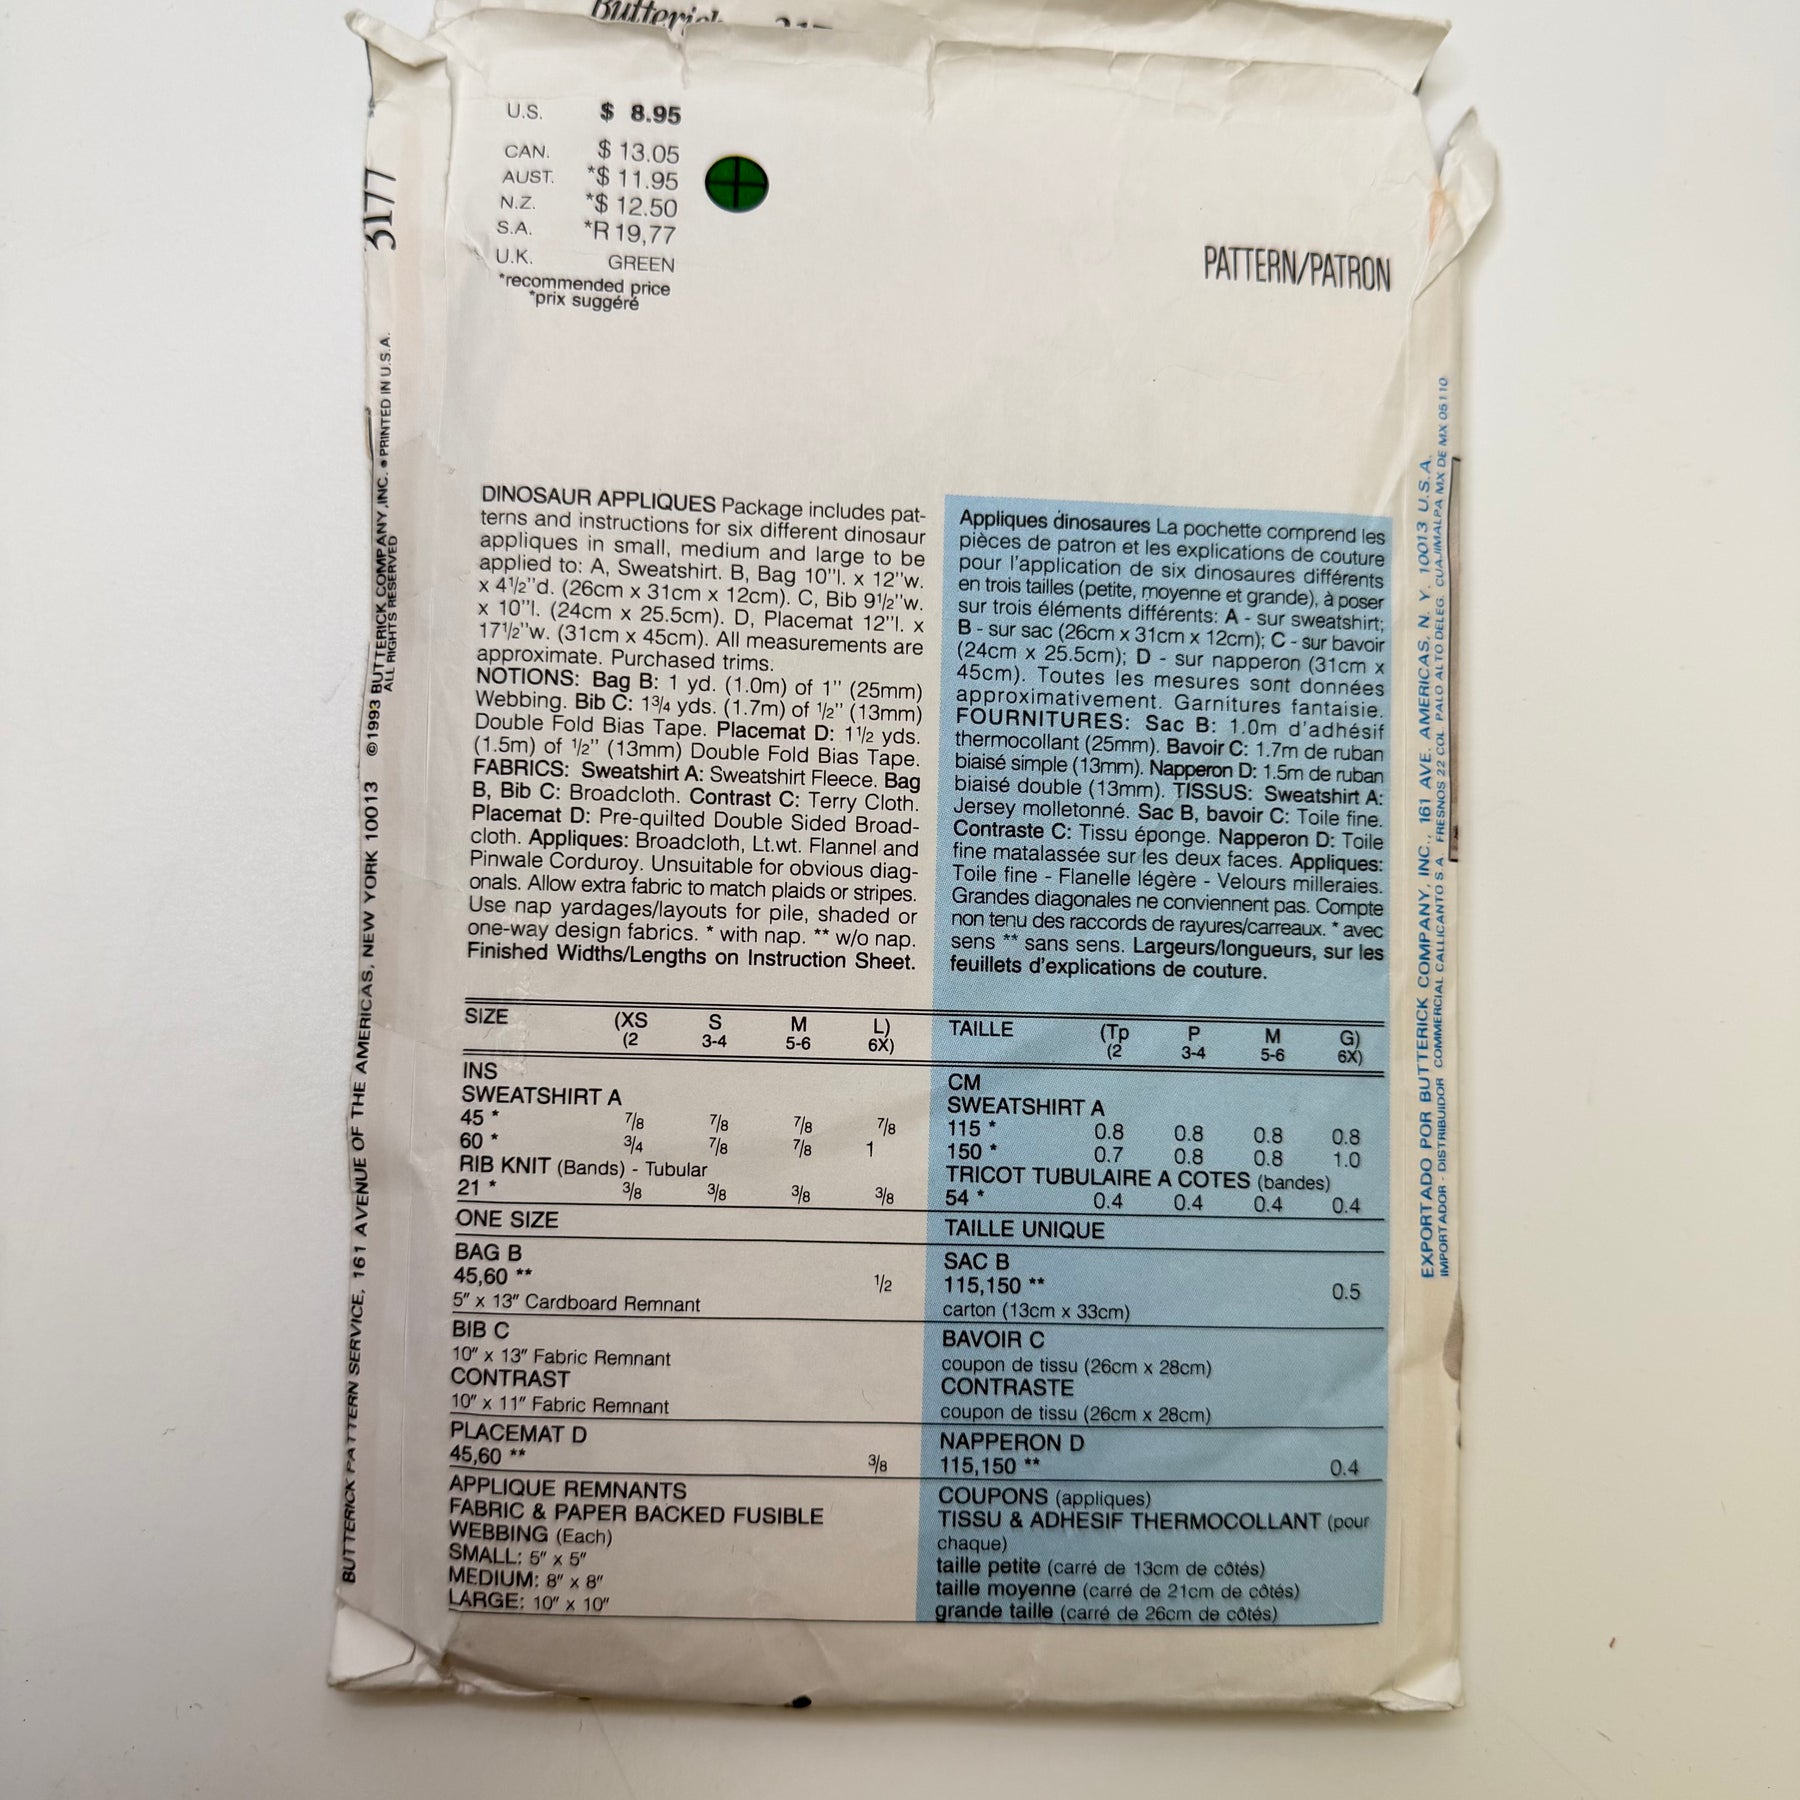 Butterick
U.S. $ 8.95
CAN. $ 13.05
AUST. *$ 11.95
N.Z. *$ 12.50
S.A. *R 19,77
U.K. GREEN
*recommended price
*prix suggéré
PATTERN/PATRON
3177
©1993 BUTTERICK COMPANY, INC. • PRINTED IN U.S.A.
ALL RIGHTS RESERVED
BUTTERICK PATTERN SERVICE, 161 AVENUE OF THE AMERICAS, NEW YORK 10013
DINOSAUR APPLIQUES Package includes pat-
terns and instructions for six different dinosaur
appliques in small, medium and large to be
applied to: A, Sweatshirt. B, Bag 10"l. x 12"w.
x 4½"d. (26cm x 31cm x 12cm). C, Bib 9½"w.
x 10"l. (24cm x 25.5cm). D, Placemat 12"l. x
17½"w. (31cm x 45cm). All measurements are
approximate. Purchased trims.
NOTIONS: Bag B: 1 yd. (1.0m) of 1" (25mm)
Webbing. Bib C: 1¾ yds. (1.7m) of ½" (13mm)
Double Fold Bias Tape. Placemat D: 1½ yds.
(1.5m) of ½" (13mm) Double Fold Bias Tape.
FABRICS: Sweatshirt A: Sweatshirt Fleece. Bag
B, Bib C: Broadcloth. Contrast C: Terry Cloth.
Placemat D: Pre-quilted Double Sided Broad-
cloth. Appliques: Broadcloth, Lt.wt. Flannel and
Pinwale Corduroy. Unsuitable for obvious diag-
onals. Allow extra fabric to match plaids or stripes.
Use nap yardages/layouts for pile, shaded or
one-way design fabrics. * with nap. ** w/o nap.
Finished Widths/Lengths on Instruction Sheet.
Appliques dinosaures La pochette comprend les
pièces de patron et les explications de couture
pour l'application de six dinosaures différents
en trois tailles (petite, moyenne et grande), à poser
sur trois éléments différents: A - sur sweatshirt;
B - sur sac (26cm x 31cm x 12cm); C - sur bavoir
(24cm x 25.5cm); D - sur napperon (31cm x
45cm). Toutes les mesures sont données
approximativement. Garnitures fantaisie.
FOURNITURES: Sac B: 1.0m d'adhésif
thermocollant (25mm). Bavoir C: 1.7m de ruban
biaisé simple (13mm). Napperon D: 1.5m de ruban
biaisé double (13mm). TISSUS: Sweatshirt A:
Jersey molletonné. Sac B, bavoir C: Toile fine.
Contraste C: Tissu éponge. Napperon D: Toile
fine matalassée sur les deux faces. Appliques:
Toile fine - Flanelle légère - Velours milleraies.
Grandes diagonales ne conviennent pas. Compte
non tenu des raccords de rayures/carreaux. * avec
sens ** sans sens. Largeurs/longueurs, sur les
feuillets d'explications de couture.
SIZE (XS S M L)
(2 3-4 5-6 6X)
INS
SWEATSHIRT A
45 * 7/8 7/8 7/8 7/8
60 * 3/4 7/8 7/8 1
RIB KNIT (Bands) - Tubular
21 * 3/8 3/8 3/8 3/8
ONE SIZE
BAG B
45,60 ** 1/2
5" x 13" Cardboard Remnant
BIB C
10" x 13" Fabric Remnant
CONTRAST
10" x 11" Fabric Remnant
PLACEMAT D
45,60 ** 3/8
APPLIQUE REMNANTS
FABRIC & PAPER BACKED FUSIBLE
WEBBING (Each)
SMALL: 5" x 5"
MEDIUM: 8" x 8"
LARGE: 10" x 10"
TAILLE (Tp P M G)
(2 3-4 5-6 6X)
CM
SWEATSHIRT A
115 * 0.8 0.8 0.8 0.8
150 * 0.7 0.8 0.8 1.0
TRICOT TUBULAIRE A COTES (bandes)
54 * 0.4 0.4 0.4 0.4
TAILLE UNIQUE
SAC B
115,150 ** 0.5
carton (13cm x 33cm)
BAVOIR C
coupon de tissu (26cm x 28cm)
CONTRASTE
coupon de tissu (26cm x 28cm)
NAPPERON D
115,150 ** 0.4
COUPONS (appliques)
TISSU & ADHESIF THERMOCOLLANT (pour
chaque)
taille petite (carré de 13cm de côtés)
taille moyenne (carré de 21cm de côtés)
grande taille (carré de 26cm de côtés)
EXPORTADO POR BUTTERICK COMPANY, INC., 161 AVE. AMERICAS, N. Y. 10013 U.S.A.
IMPORTADOR - DISTRIBUIDOR COMMERCIAL CALLICANTO S.A. FRESNOS 22 COL. PALO ALTO DELEG. CUAJIMALPA MX DE MX 05110